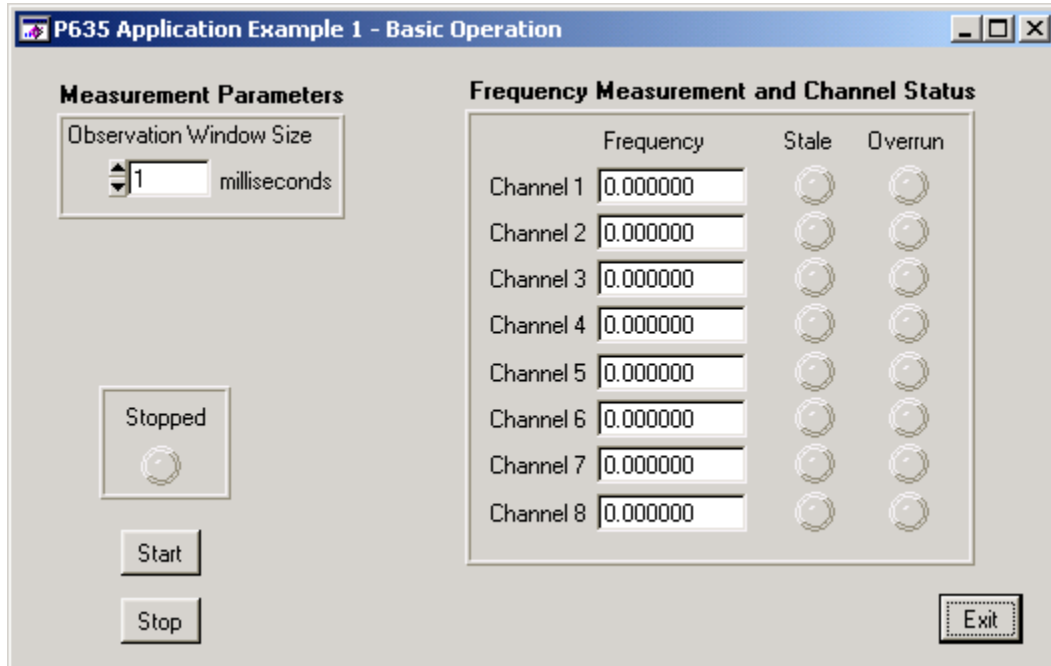 P635 Application Example 1 - Basic Operation
Measurement Parameters
Observation Window Size
1 milliseconds
Stopped
Start
Stop
Frequency Measurement and Channel Status
Frequency Stale Overrun
Channel 1 0.000000
Channel 2 0.000000
Channel 3 0.000000
Channel 4 0.000000
Channel 5 0.000000
Channel 6 0.000000
Channel 7 0.000000
Channel 8 0.000000
Exit